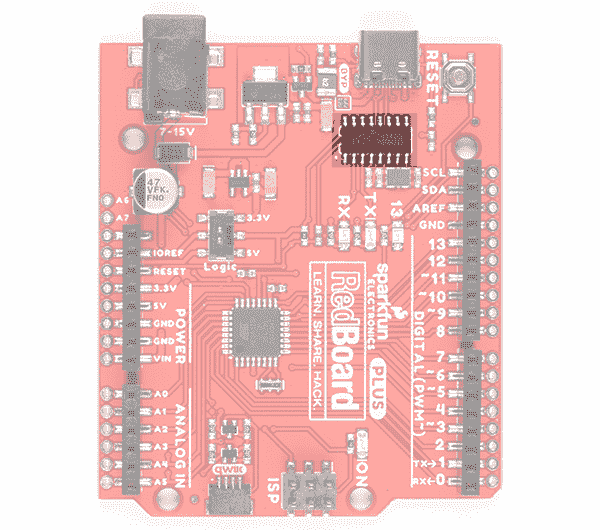 7-15V
BYP
RESET
47
VFK
FN0
A6
A7
IOREF
RESET
3.3V
5V
GND
GND
VIN
POWER
A0
A1
A2
A3
A4
A5
ANALOG IN
3.3V
5V
Logic
RX
TX
13
SCL
SDA
AREF
GND
13
12
~11
~10
~9
8
7
~6
~5
4
~3
2
TX→1
RX←0
DIGITAL (PWM ~)
sparkfun
ELECTRONICS
RedBoard
PLUS
LEARN. SHARE. HACK.
QWIIC
ISP
ON